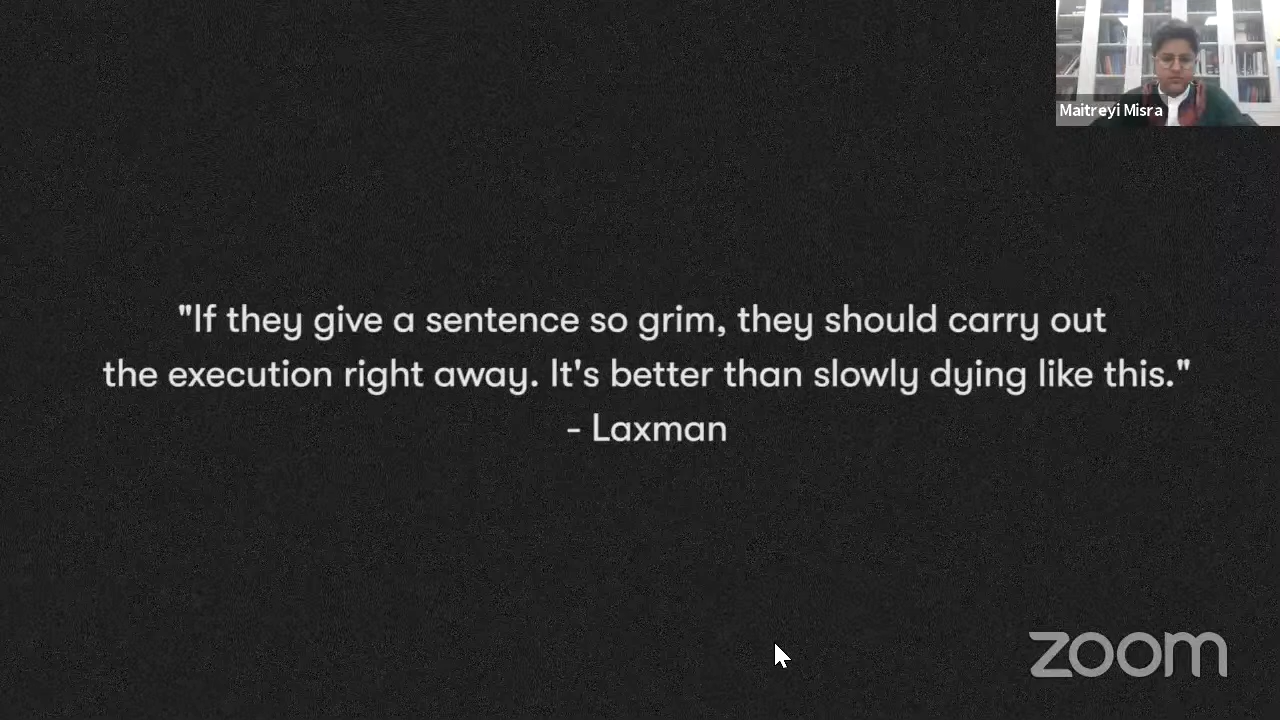 Maitreyi Misra
"If they give a sentence so grim, they should carry out
the execution right away. It's better than slowly dying like this."
- Laxman
zoom